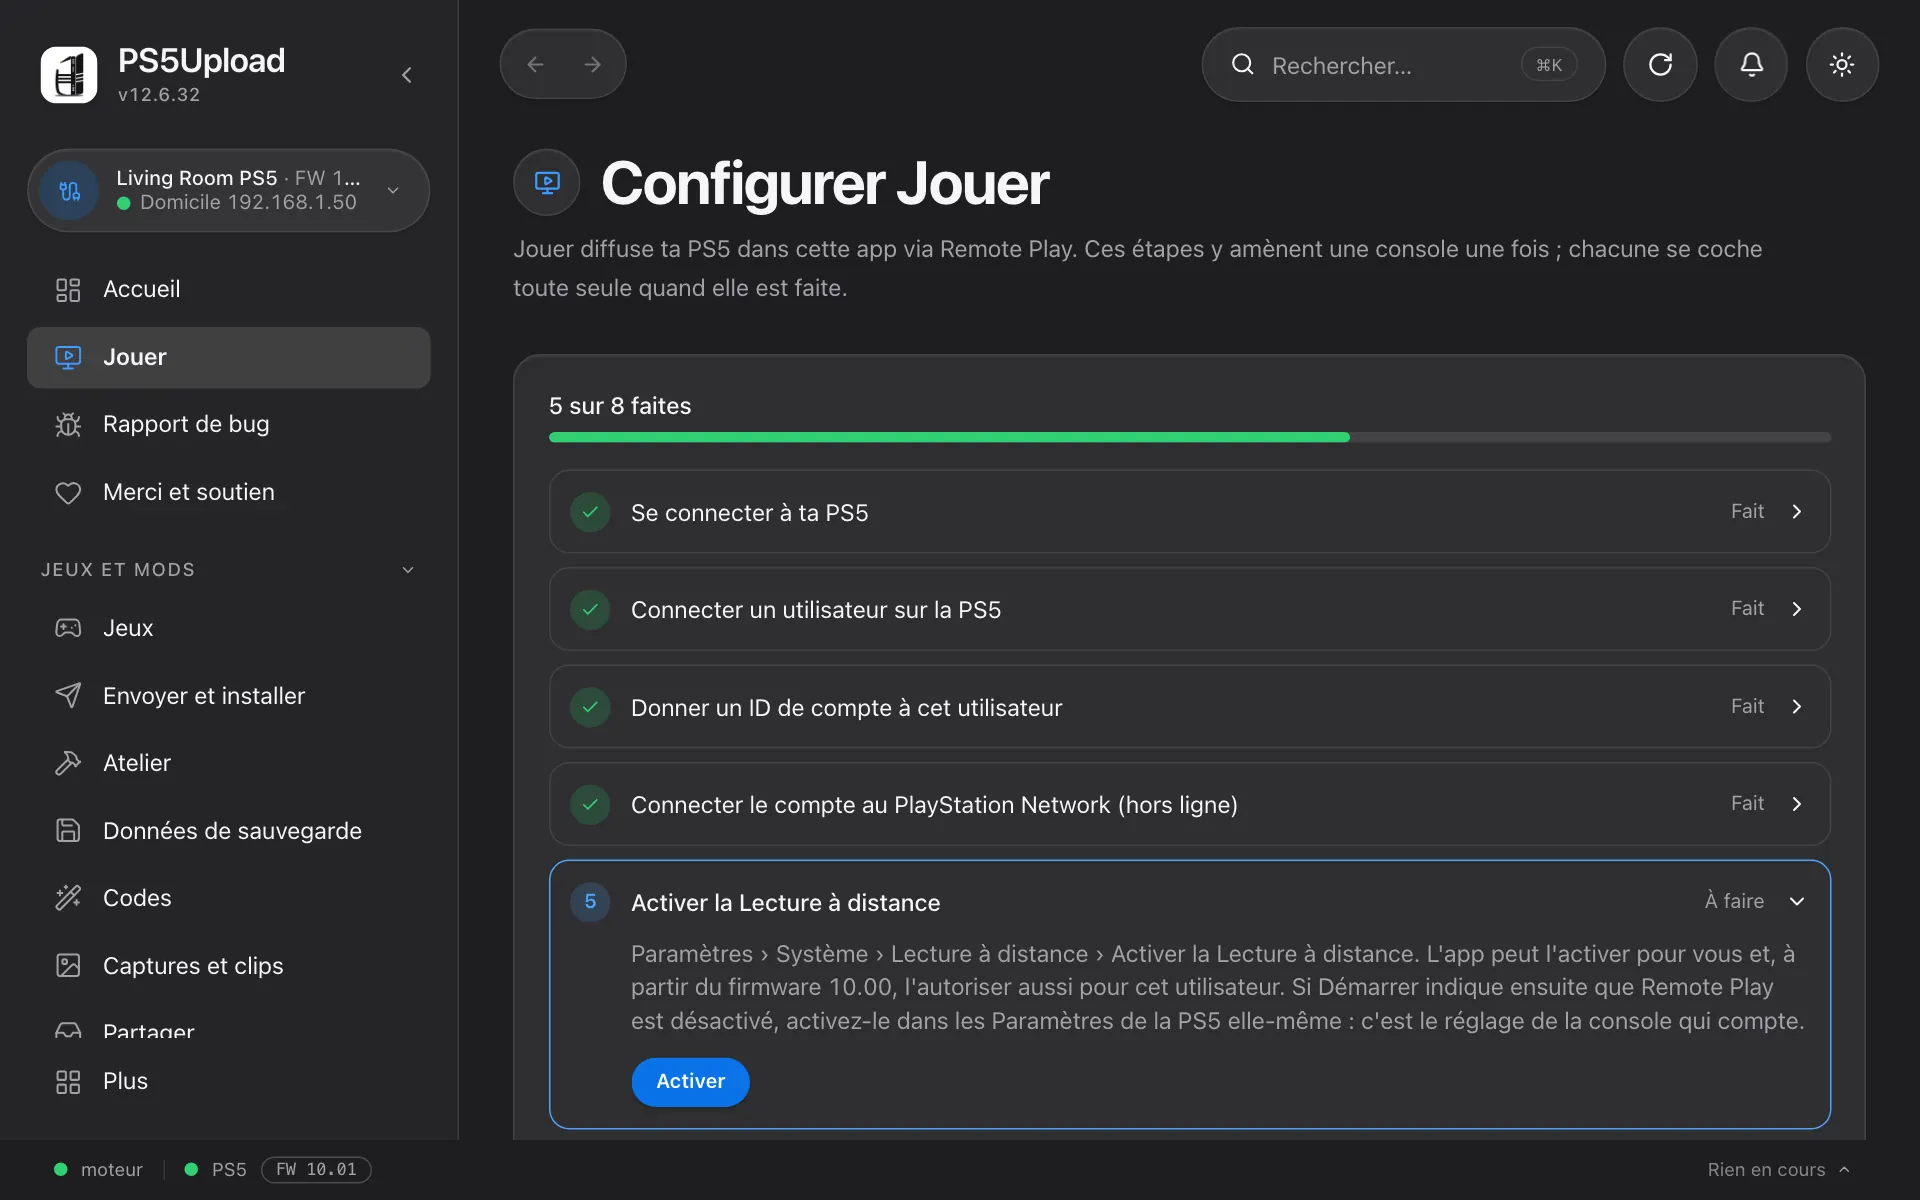 PS5Upload
v12.6.32
Living Room PS5 · FW 1...
Domicile 192.168.1.50
Accueil
Jouer
Rapport de bug
Merci et soutien
JEUX ET MODS
Jeux
Envoyer et installer
Atelier
Données de sauvegarde
Codes
Captures et clips
Partager
Plus
Rechercher...
⌘K
Configurer Jouer
Jouer diffuse ta PS5 dans cette app via Remote Play. Ces étapes y amènent une console une fois ; chacune se coche
toute seule quand elle est faite.
5 sur 8 faites
Se connecter à ta PS5
Fait
Connecter un utilisateur sur la PS5
Fait
Donner un ID de compte à cet utilisateur
Fait
Connecter le compte au PlayStation Network (hors ligne)
Fait
5
Activer la Lecture à distance
À faire
Paramètres › Système › Lecture à distance › Activer la Lecture à distance. L'app peut l'activer pour vous et, à
partir du firmware 10.00, l'autoriser aussi pour cet utilisateur. Si Démarrer indique ensuite que Remote Play
est désactivé, activez-le dans les Paramètres de la PS5 elle-même : c'est le réglage de la console qui compte.
Activer
moteur
PS5
FW 10.01
Rien en cours